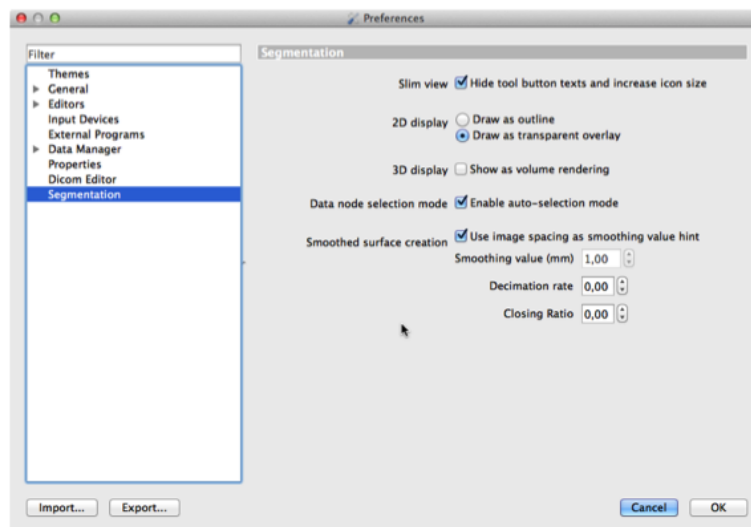 Preferences
Filter
Segmentation
Themes
General
Editors
Input Devices
External Programs
Data Manager
Properties
Dicom Editor
Segmentation
Slim view Hide tool button texts and increase icon size
2D display Draw as outline
Draw as transparent overlay
3D display Show as volume rendering
Data node selection mode Enable auto-selection mode
Smoothed surface creation Use image spacing as smoothing value hint
Smoothing value (mm) 1,00
Decimation rate 0,00
Closing Ratio 0,00
Import... Export... Cancel OK